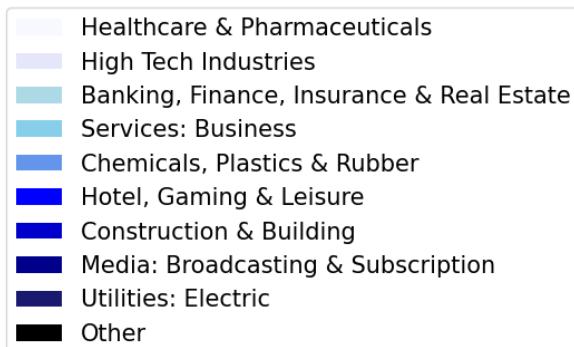 Healthcare & Pharmaceuticals
High Tech Industries
Banking, Finance, Insurance & Real Estate
Services: Business
Chemicals, Plastics & Rubber
Hotel, Gaming & Leisure
Construction & Building
Media: Broadcasting & Subscription
Utilities: Electric
Other